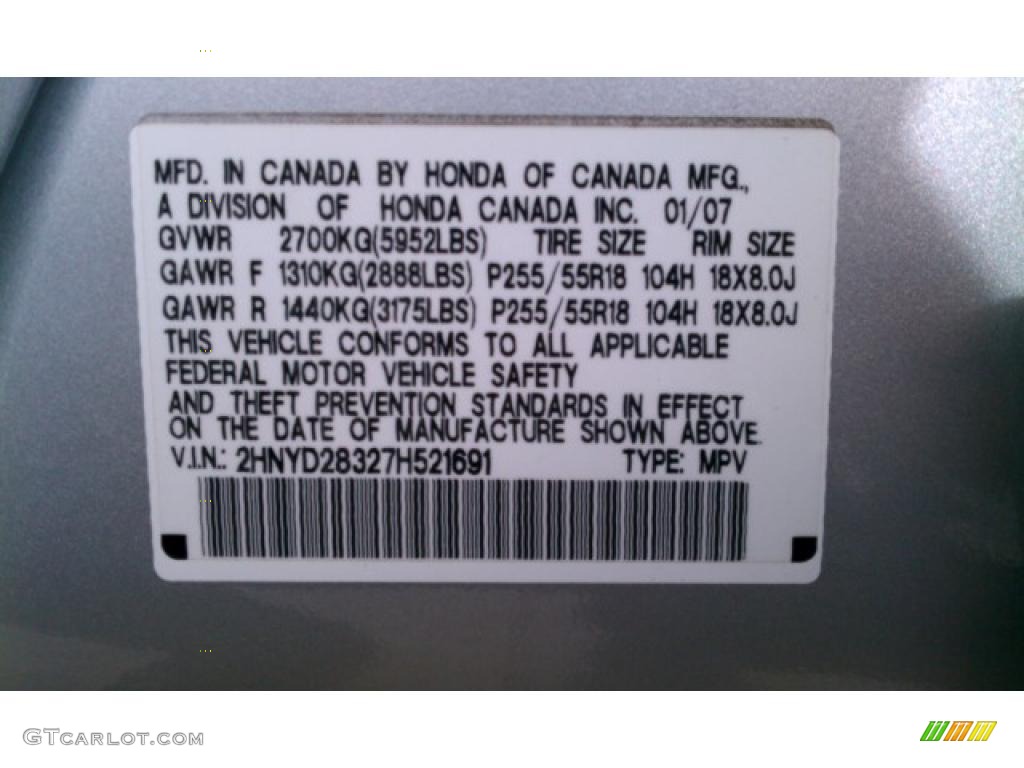 MFD. IN CANADA BY HONDA OF CANADA MFG.,
A DIVISION OF HONDA CANADA INC. 01/07
GVWR 2700KG(5952LBS) TIRE SIZE RIM SIZE
GAWR F 1310KG(2888LBS) P255/55R18 104H 18X8.0J
GAWR R 1440KG(3175LBS) P255/55R18 104H 18X8.0J
THIS VEHICLE CONFORMS TO ALL APPLICABLE
FEDERAL MOTOR VEHICLE SAFETY
AND THEFT PREVENTION STANDARDS IN EFFECT
ON THE DATE OF MANUFACTURE SHOWN ABOVE.
V.I.N.: 2HNYD28327H521691 TYPE: MPV
GTCARLOT.COM